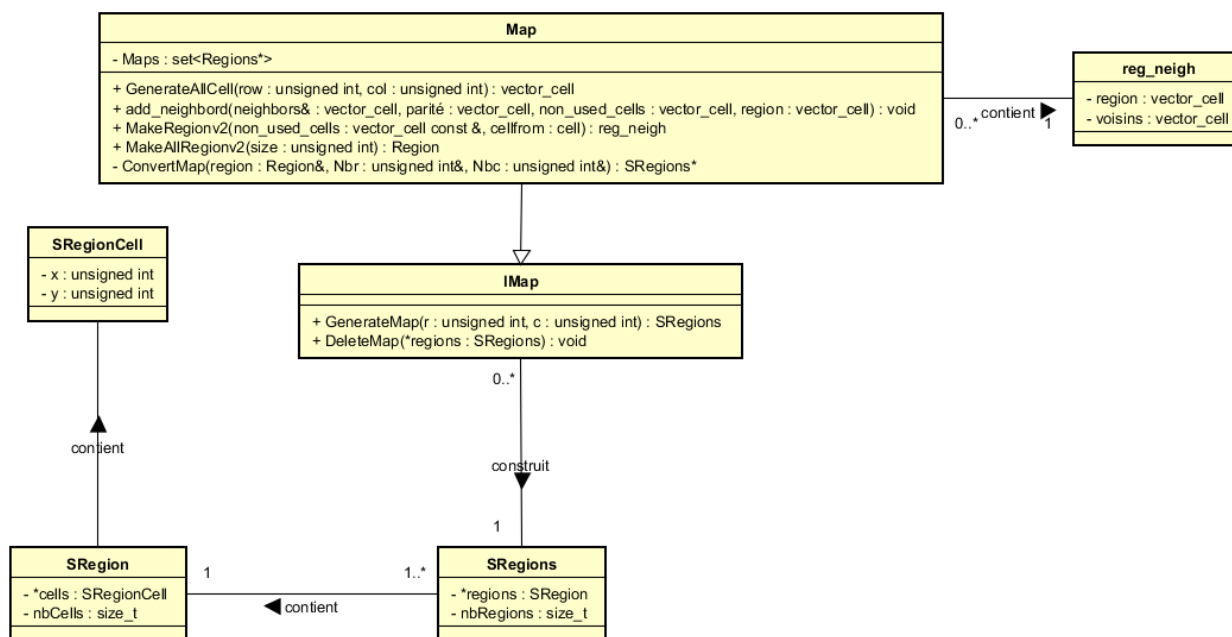 Map
- Maps : set<Regions*>
+ GenerateAllCell(row : unsigned int, col : unsigned int) : vector_cell
+ add_neighbord(neighbors& : vector_cell, parité : vector_cell, non_used_cells : vector_cell, region : vector_cell) : void
+ MakeRegionv2(non_used_cells : vector_cell const &, cellfrom : cell) : reg_neigh
+ MakeAllRegionv2(size : unsigned int) : Region
- ConvertMap(region : Region&, Nbr : unsigned int&, Nbc : unsigned int&) : SRegions*
0..*
contient
1
reg_neigh
- region : vector_cell
- voisins : vector_cell
SRegionCell
- x : unsigned int
- y : unsigned int
IMap
+ GenerateMap(r : unsigned int, c : unsigned int) : SRegions
+ DeleteMap(*regions : SRegions) : void
0..*
contient
construit
1
SRegion
- *cells : SRegionCell
- nbCells : size_t
1
1..*
contient
SRegions
- *regions : SRegion
- nbRegions : size_t